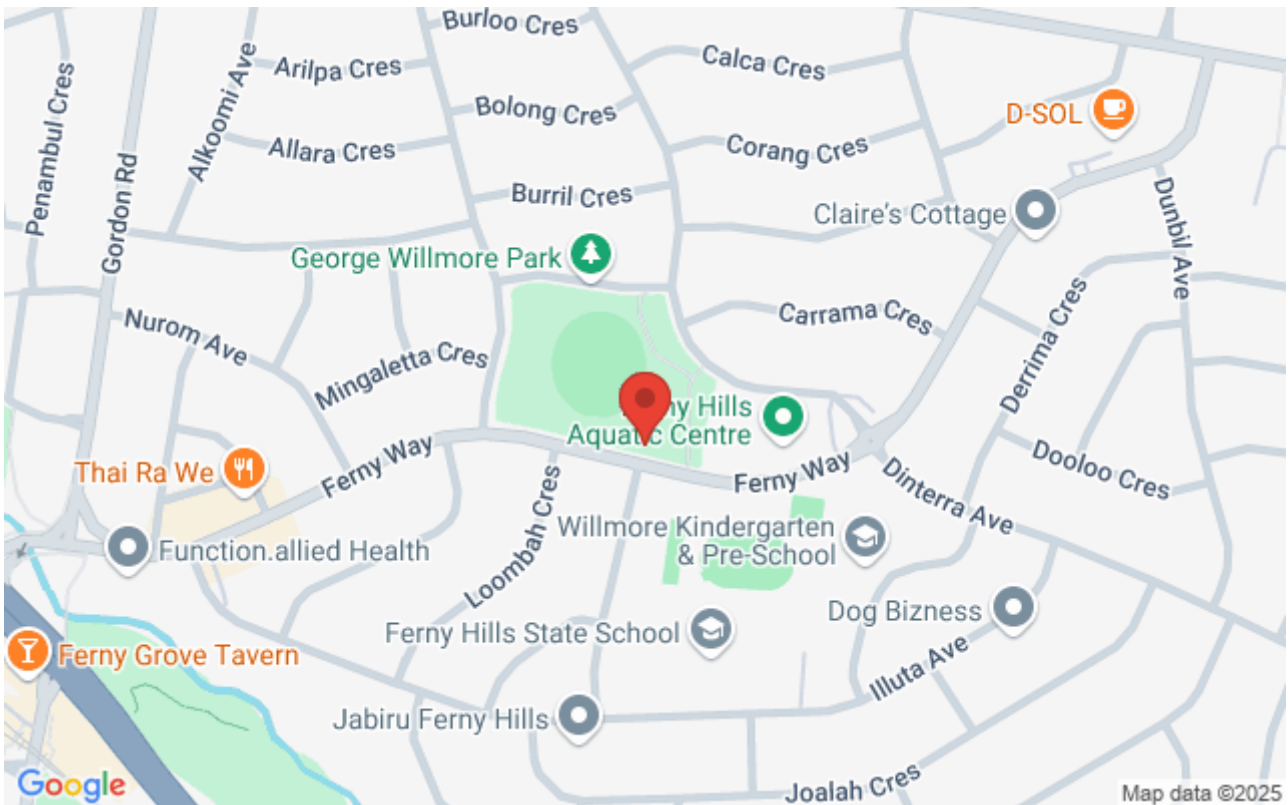 Burloo Cres
Calca Cres
Arilpa Cres
Alkoomi Ave
Penambul Cres
Gordon Rd
Bolong Cres
D-SOL
Allara Cres
Corang Cres
Burril Cres
Claire's Cottage
Dunbil Ave
George Willmore Park
Nurom Ave
Carrama Cres
Derrima Cres
Mingaletta Cres
Hills
Aquatic Centre
Thai Ra We
Ferny Way
Ferny Way
Dooloo Cres
Dinterra Ave
Loombah Cres
Willmore Kindergarten
& Pre-School
Function.allied Health
Dog Bizness
Ferny Hills State School
Ferny Grove Tavern
Illuta Ave
Jabiru Ferny Hills
Joalah Cres
Google
Map data ©2025